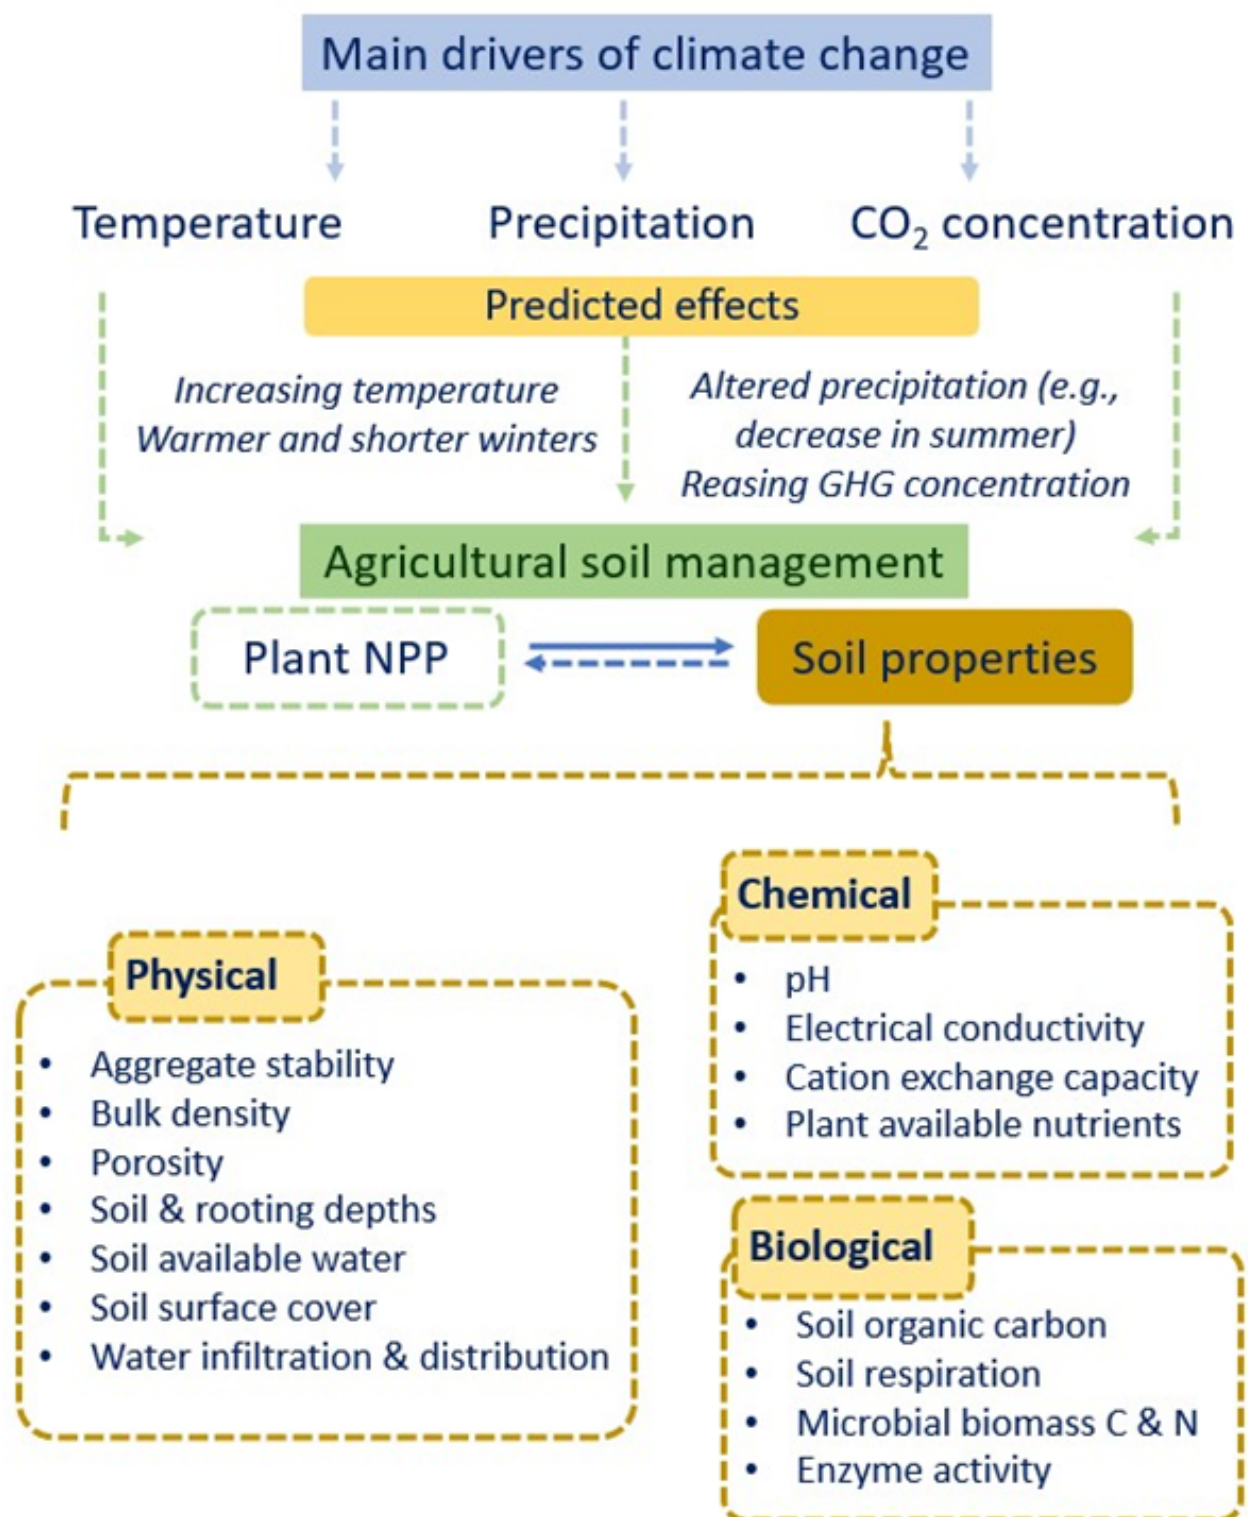 Main drivers of climate change
Temperature
Precipitation
CO₂ concentration
Predicted effects
Increasing temperature
Warmer and shorter winters
Altered precipitation (e.g.,
decrease in summer)
Reasing GHG concentration
Agricultural soil management
Plant NPP
Soil properties
Physical
• Aggregate stability
• Bulk density
• Porosity
• Soil & rooting depths
• Soil available water
• Soil surface cover
• Water infiltration & distribution
Chemical
• pH
• Electrical conductivity
• Cation exchange capacity
• Plant available nutrients
Biological
• Soil organic carbon
• Soil respiration
• Microbial biomass C & N
• Enzyme activity